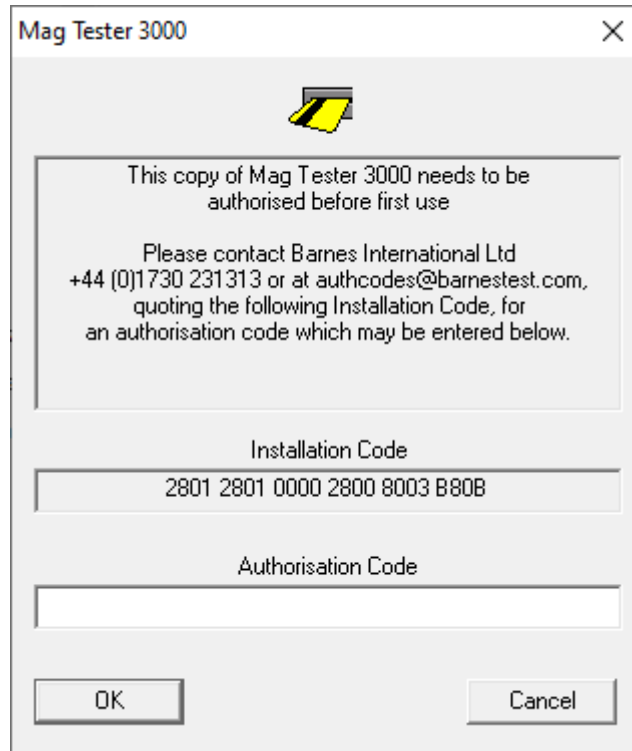 Mag Tester 3000
This copy of Mag Tester 3000 needs to be
authorised before first use
Please contact Barnes International Ltd
+44 (0)1730 231313 or at authcodes@barnestest.com,
quoting the following Installation Code, for
an authorisation code which may be entered below.
Installation Code
2801 2801 0000 2800 8003 B80B
Authorisation Code
OK
Cancel